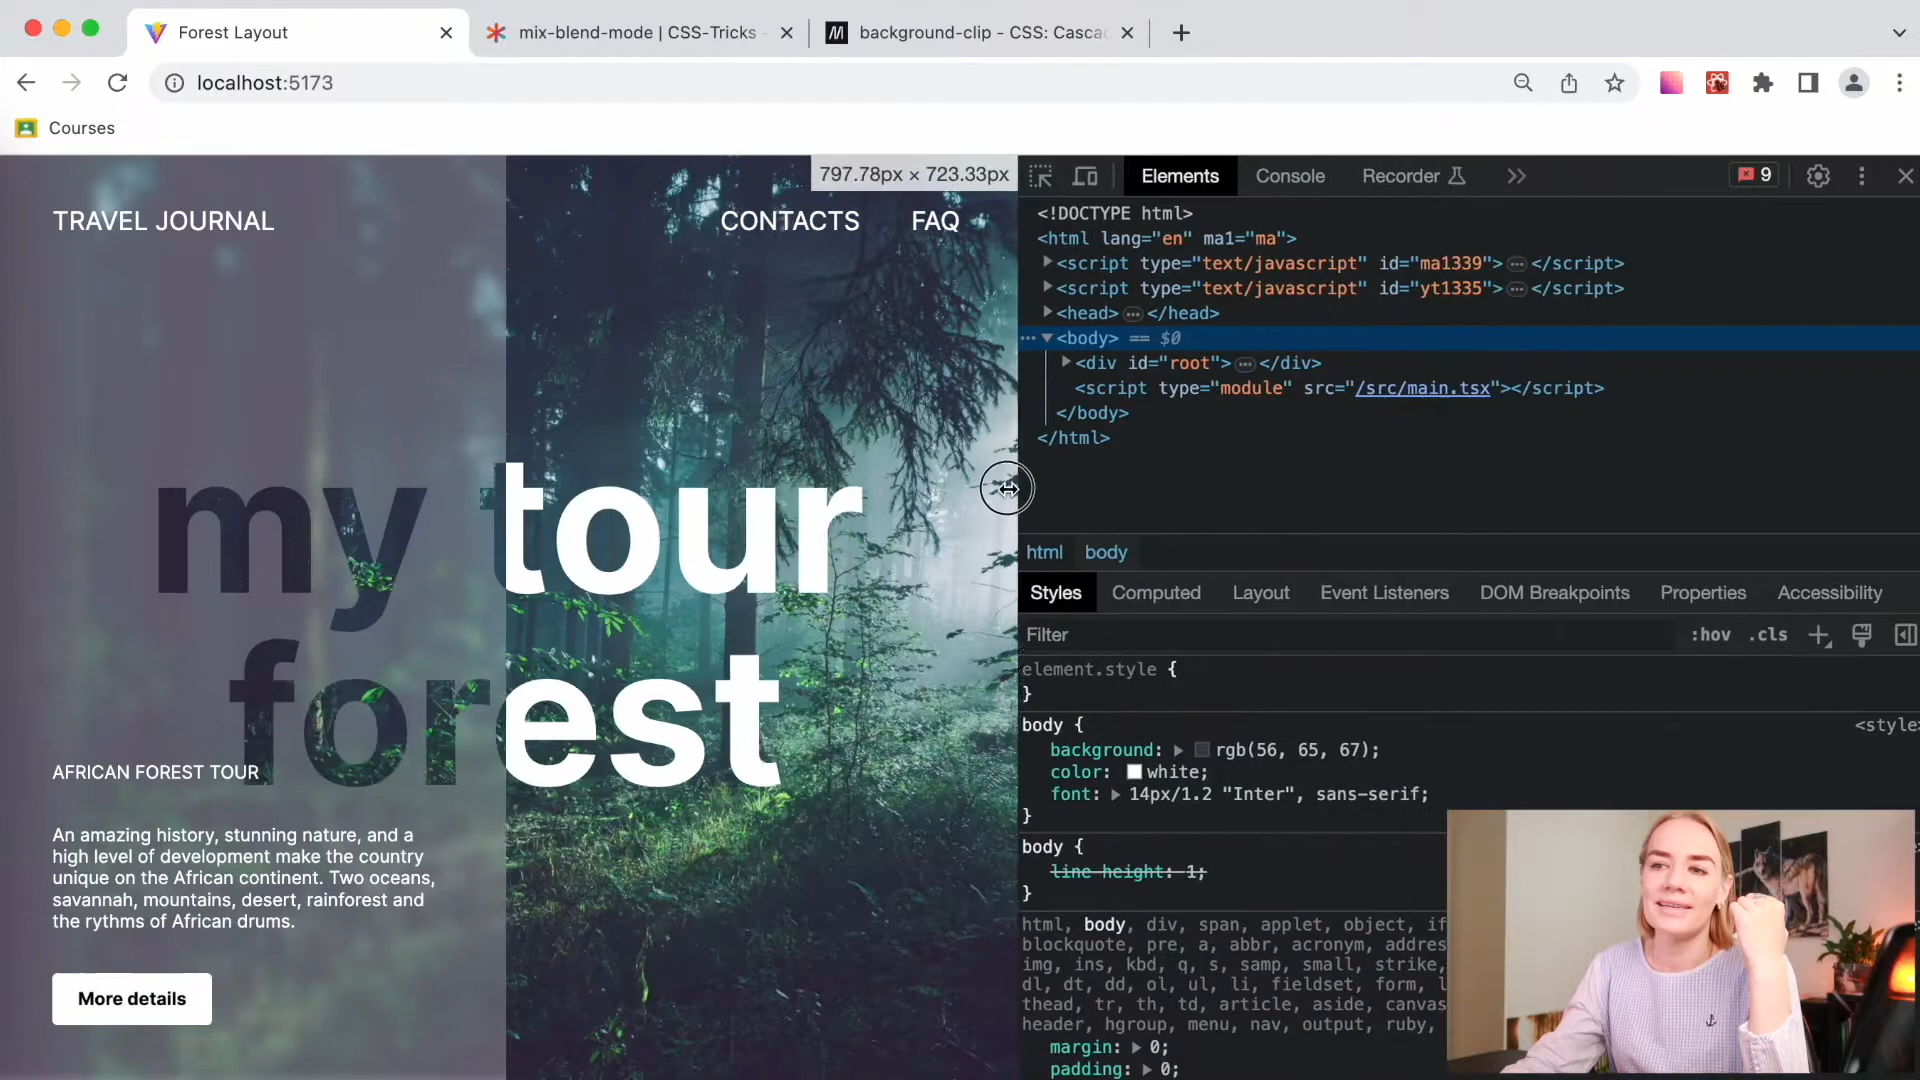 Forest Layout
mix-blend-mode | CSS-Tricks -
background-clip - CSS: Casca
localhost:5173
Courses
TRAVEL JOURNAL
CONTACTS
FAQ
797.78px × 723.33px
my tour
forest
AFRICAN FOREST TOUR
An amazing history, stunning nature, and a
high level of development make the country
unique on the African continent. Two oceans,
savannah, mountains, desert, rainforest and
the rythms of African drums.
More details
Elements
Console
Recorder
9
<!DOCTYPE html>
<html lang="en" ma1="ma">
<script type="text/javascript" id="ma1339">…</script>
<script type="text/javascript" id="yt1335">…</script>
<head>…</head>
<body> == $0
<div id="root">…</div>
<script type="module" src="/src/main.tsx"></script>
</body>
</html>
html body
Styles
Computed
Layout
Event Listeners
DOM Breakpoints
Properties
Accessibility
Filter
:hov .cls
element.style {
}
body {
<style>
background: rgb(56, 65, 67);
color: white;
font: 14px/1.2 "Inter", sans-serif;
}
body {
line-height: 1;
}
html, body, div, span, applet, object, if
blockquote, pre, a, abbr, acronym, addres
img, ins, kbd, q, s, samp, small, strike,
dl, dt, dd, ol, ul, li, fieldset, form, l
thead, tr, th, td, article, aside, canvas
header, hgroup, menu, nav, output, ruby,
margin: 0;
padding: 0;